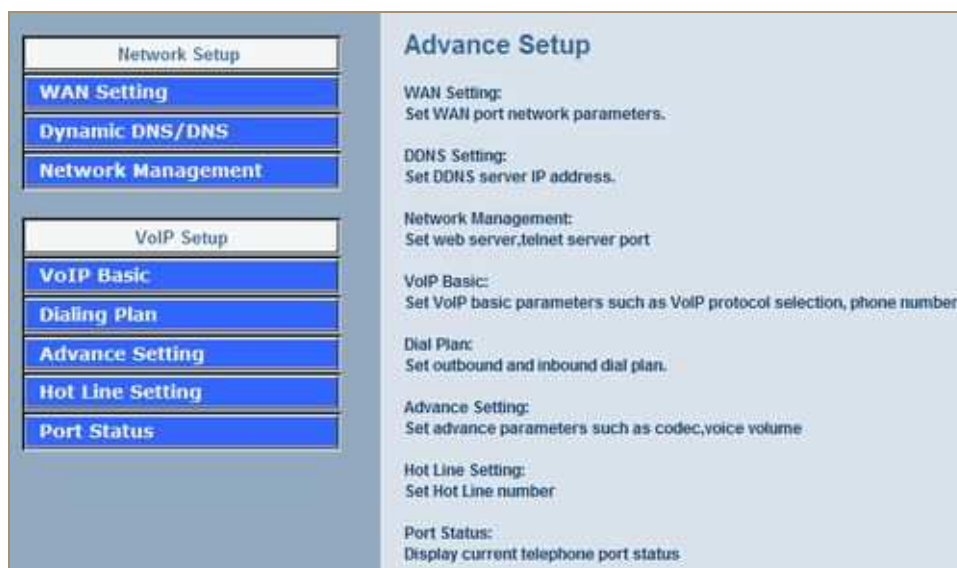 Network Setup
WAN Setting
Dynamic DNS/DNS
Network Management
VoIP Setup
VoIP Basic
Dialing Plan
Advance Setting
Hot Line Setting
Port Status
Advance Setup
WAN Setting:
Set WAN port network parameters.
DDNS Setting:
Set DDNS server IP address.
Network Management:
Set web server,telnet server port
VoIP Basic:
Set VoIP basic parameters such as VoIP protocol selection, phone number
Dial Plan:
Set outbound and inbound dial plan.
Advance Setting:
Set advance parameters such as codec,voice volume
Hot Line Setting:
Set Hot Line number
Port Status:
Display current telephone port status